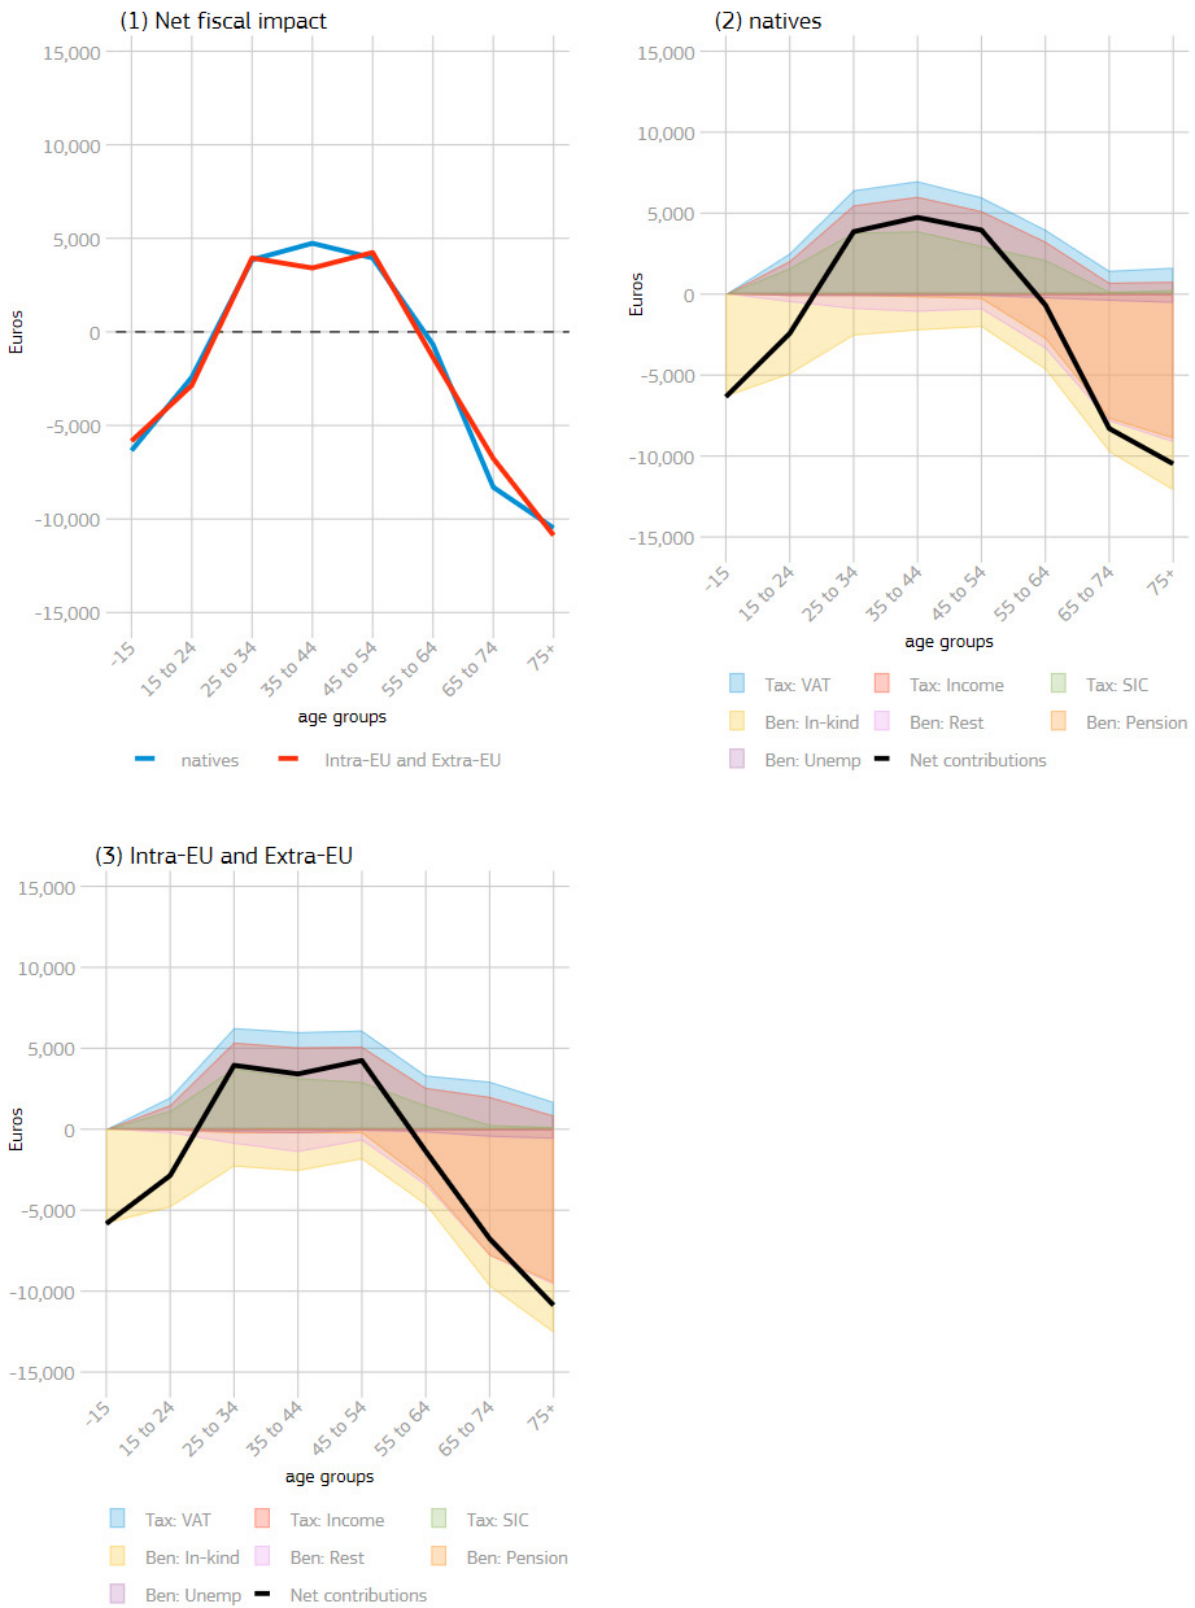 (1) Net fiscal impact
15,000
10,000
5,000
0
-5,000
-10,000
-15,000
Euros
-15
15 to 24
25 to 34
35 to 44
45 to 54
55 to 64
65 to 74
75+
age groups
natives Intra-EU and Extra-EU
(2) natives
15,000
10,000
5,000
0
-5,000
-10,000
-15,000
Euros
-15
15 to 24
25 to 34
35 to 44
45 to 54
55 to 64
65 to 74
75+
age groups
Tax: VAT Tax: Income Tax: SIC
Ben: In-kind Ben: Rest Ben: Pension
Ben: Unemp Net contributions
(3) Intra-EU and Extra-EU
15,000
10,000
5,000
0
-5,000
-10,000
-15,000
Euros
-15
15 to 24
25 to 34
35 to 44
45 to 54
55 to 64
65 to 74
75+
age groups
Tax: VAT Tax: Income Tax: SIC
Ben: In-kind Ben: Rest Ben: Pension
Ben: Unemp Net contributions